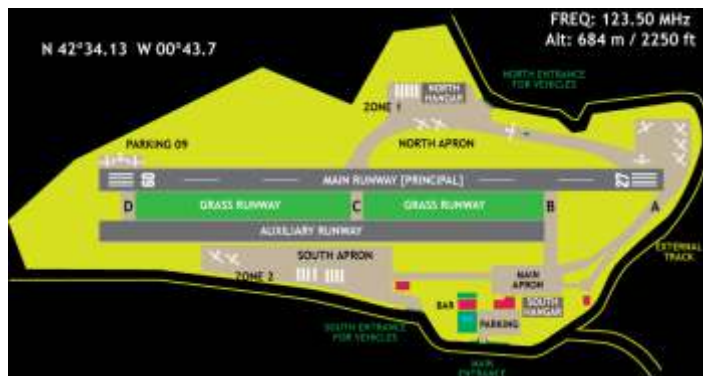 FREQ: 123.50 MHz
N 42°34.13 W 00°43.7
Alt: 684 m / 2250 ft
NORTH ENTRANCE
FOR VEHICLES
NORTH
HANGAR
ZONE 1
PARKING 09
NORTH APRON
09
MAIN RUNWAY [PRINCIPAL]
27
D
GRASS RUNWAY
C
GRASS RUNWAY
B
A
AUXILIARY RUNWAY
EXTERNAL
TRACK
SOUTH APRON
ZONE 2
MAIN
APRON
BAR
SOUTH
HANGAR
PARKING
SOUTH ENTRANCE
FOR VEHICLES
MAIN
ENTRANCE